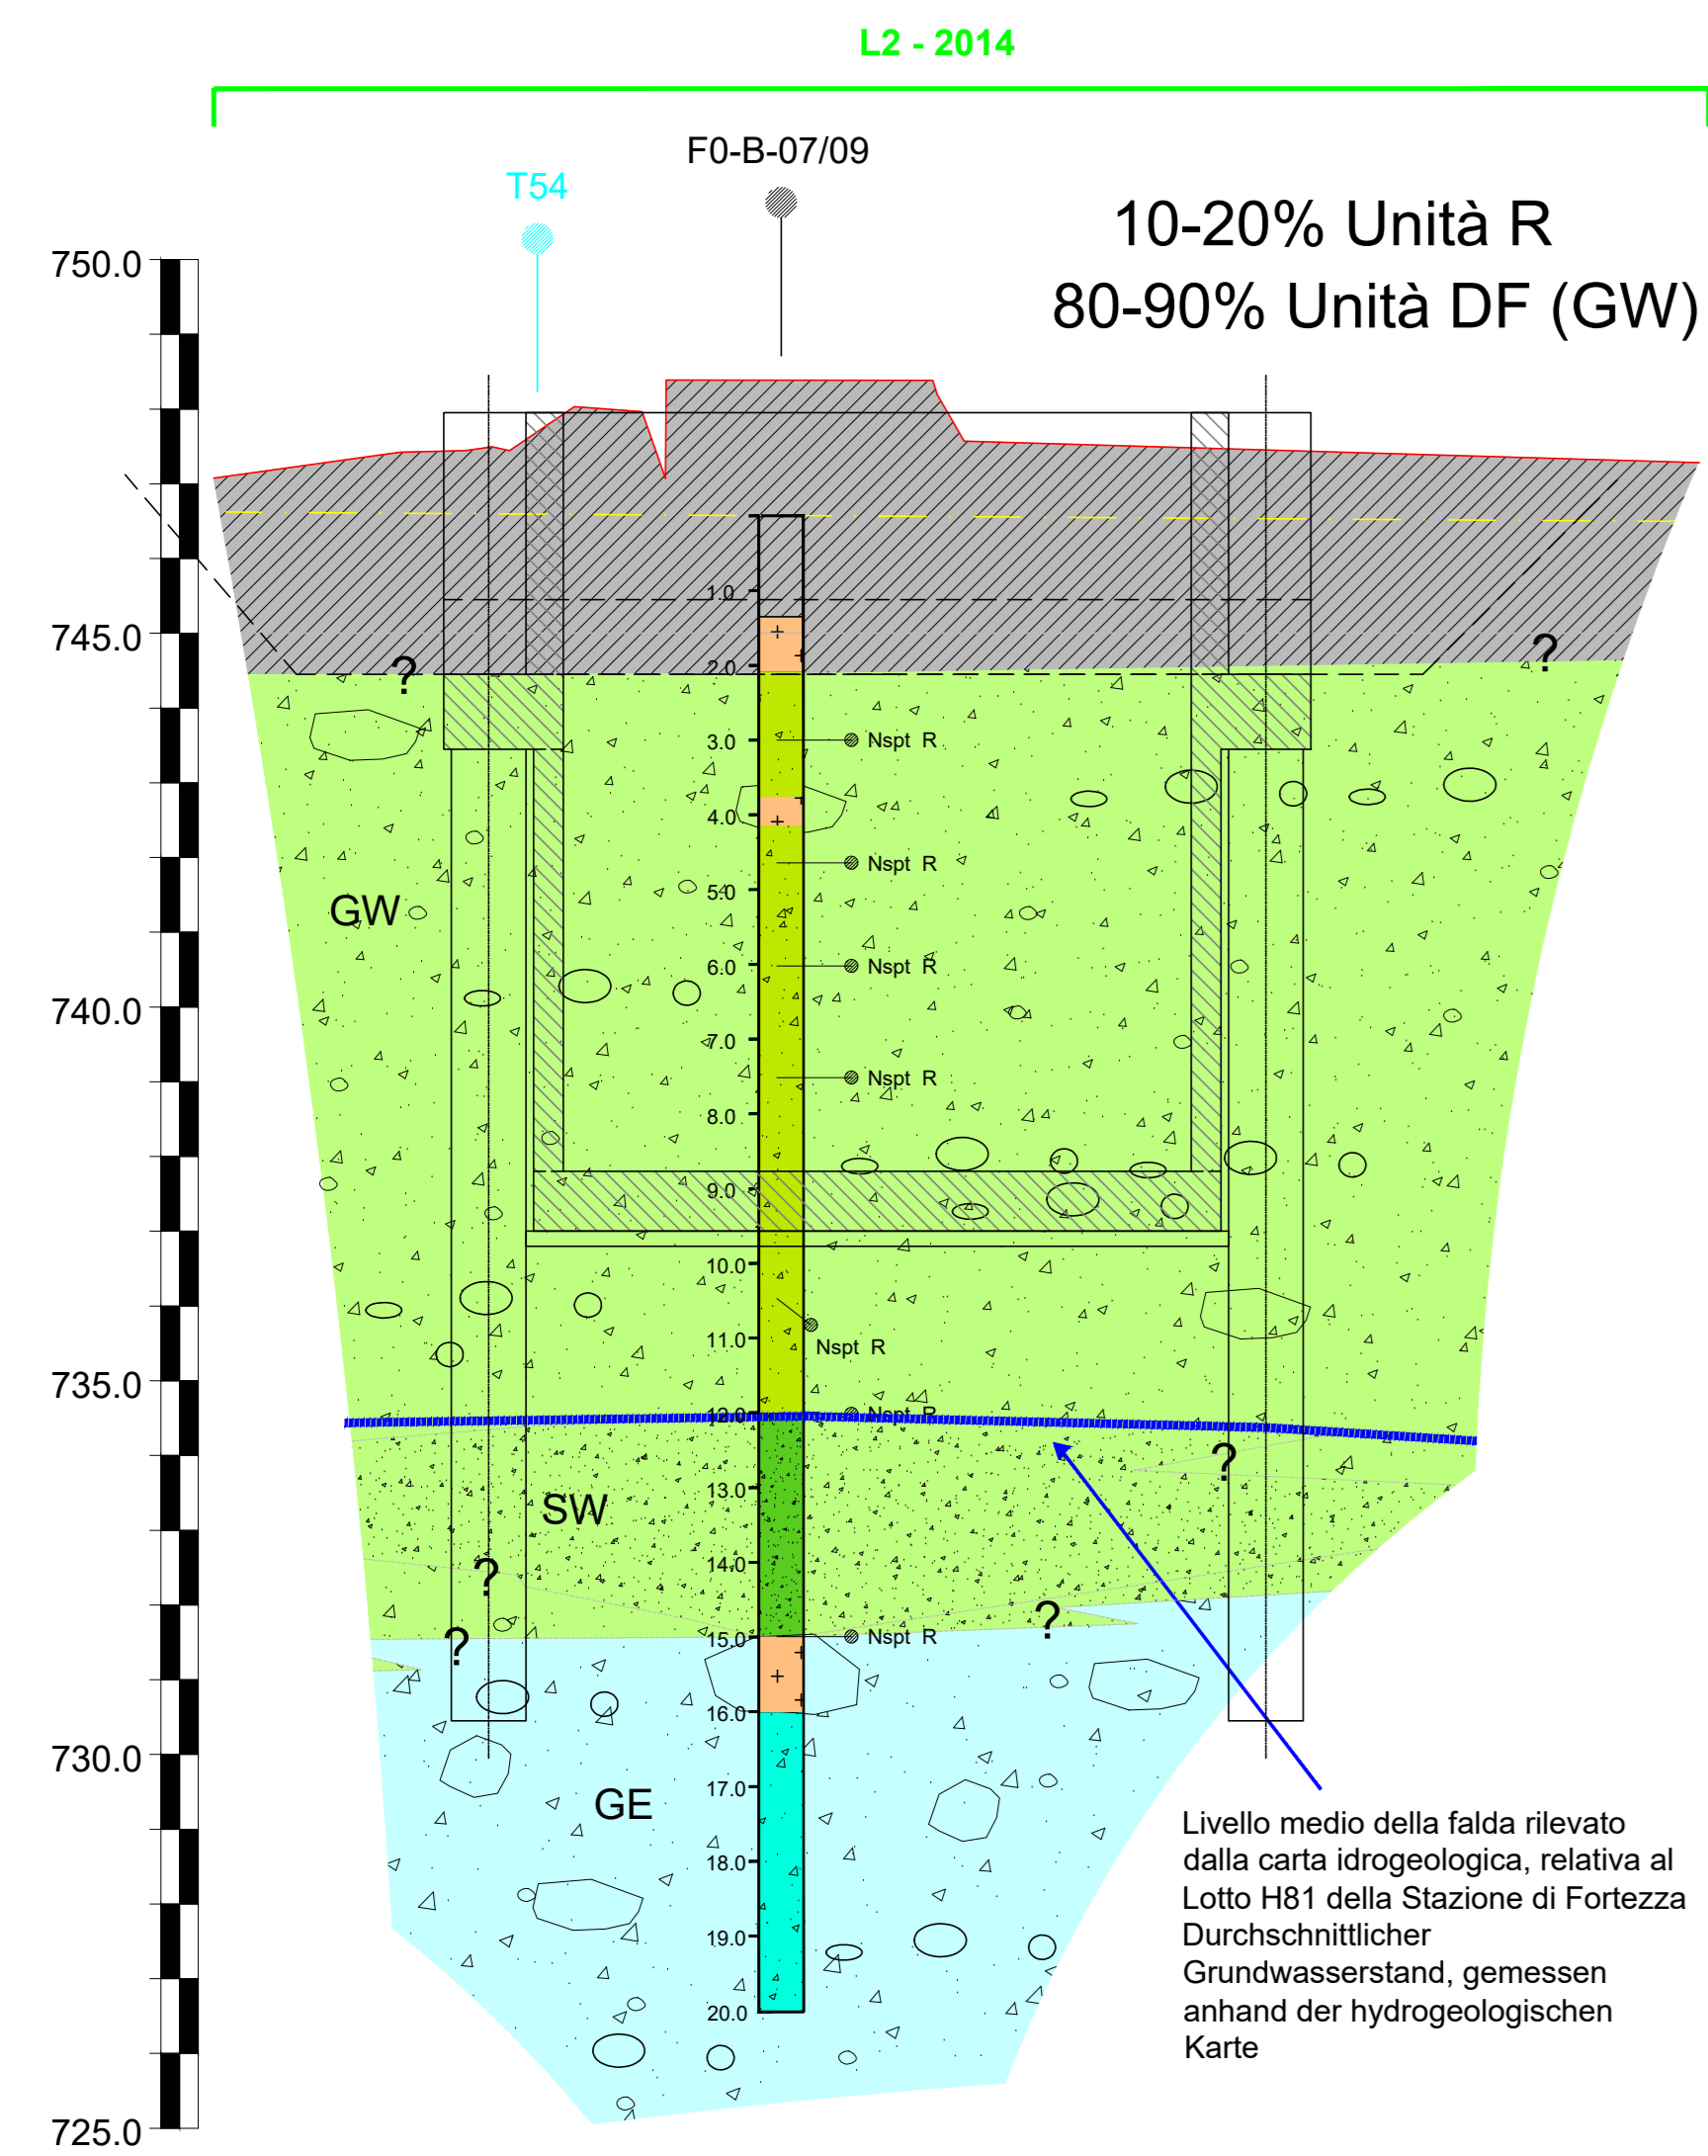 L2 - 2014
F0-B-07/09
T54
10-20% Unità R
80-90% Unità DF (GW)
750.0
745.0
740.0
735.0
730.0
725.0
1.0
2.0
?
?
3.0
Nspt R
4.0
Nspt R
5.0
GW
6.0
Nspt R
7.0
Nspt R
8.0
9.0
10.0
11.0
Nspt R
12.0
Nspt R
?
13.0
SW
14.0
?
?
?
15.0
Nspt R
16.0
17.0
GE
18.0
19.0
20.0
Livello medio della falda rilevato
dalla carta idrogeologica, relativa al
Lotto H81 della Stazione di Fortezza
Durchschnittlicher
Grundwasserstand, gemessen
anhand der hydrogeologischen
Karte